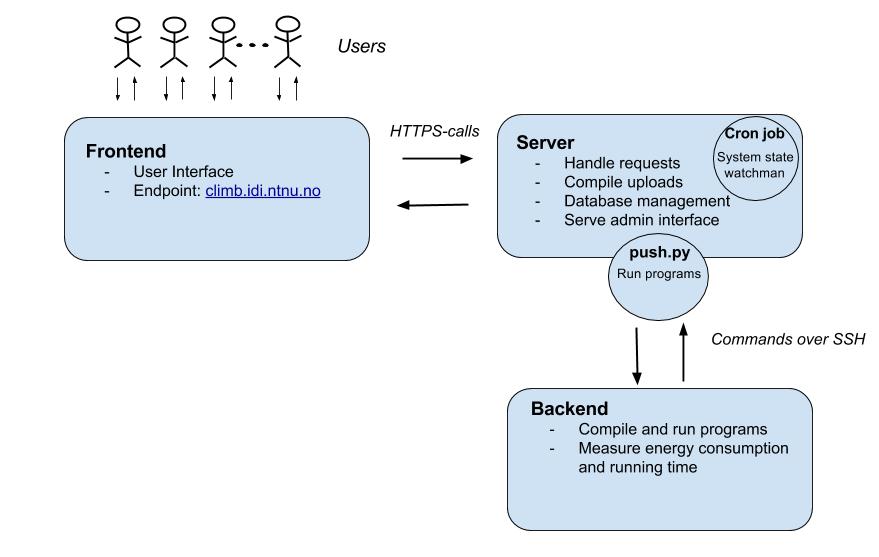 Users
HTTPS-calls
Frontend
- User Interface
- Endpoint: climb.idi.ntnu.no
Server
- Handle requests
- Compile uploads
- Database management
- Serve admin interface
Cron job
System state
watchman
push.py
Run programs
Commands over SSH
Backend
- Compile and run programs
- Measure energy consumption
and running time